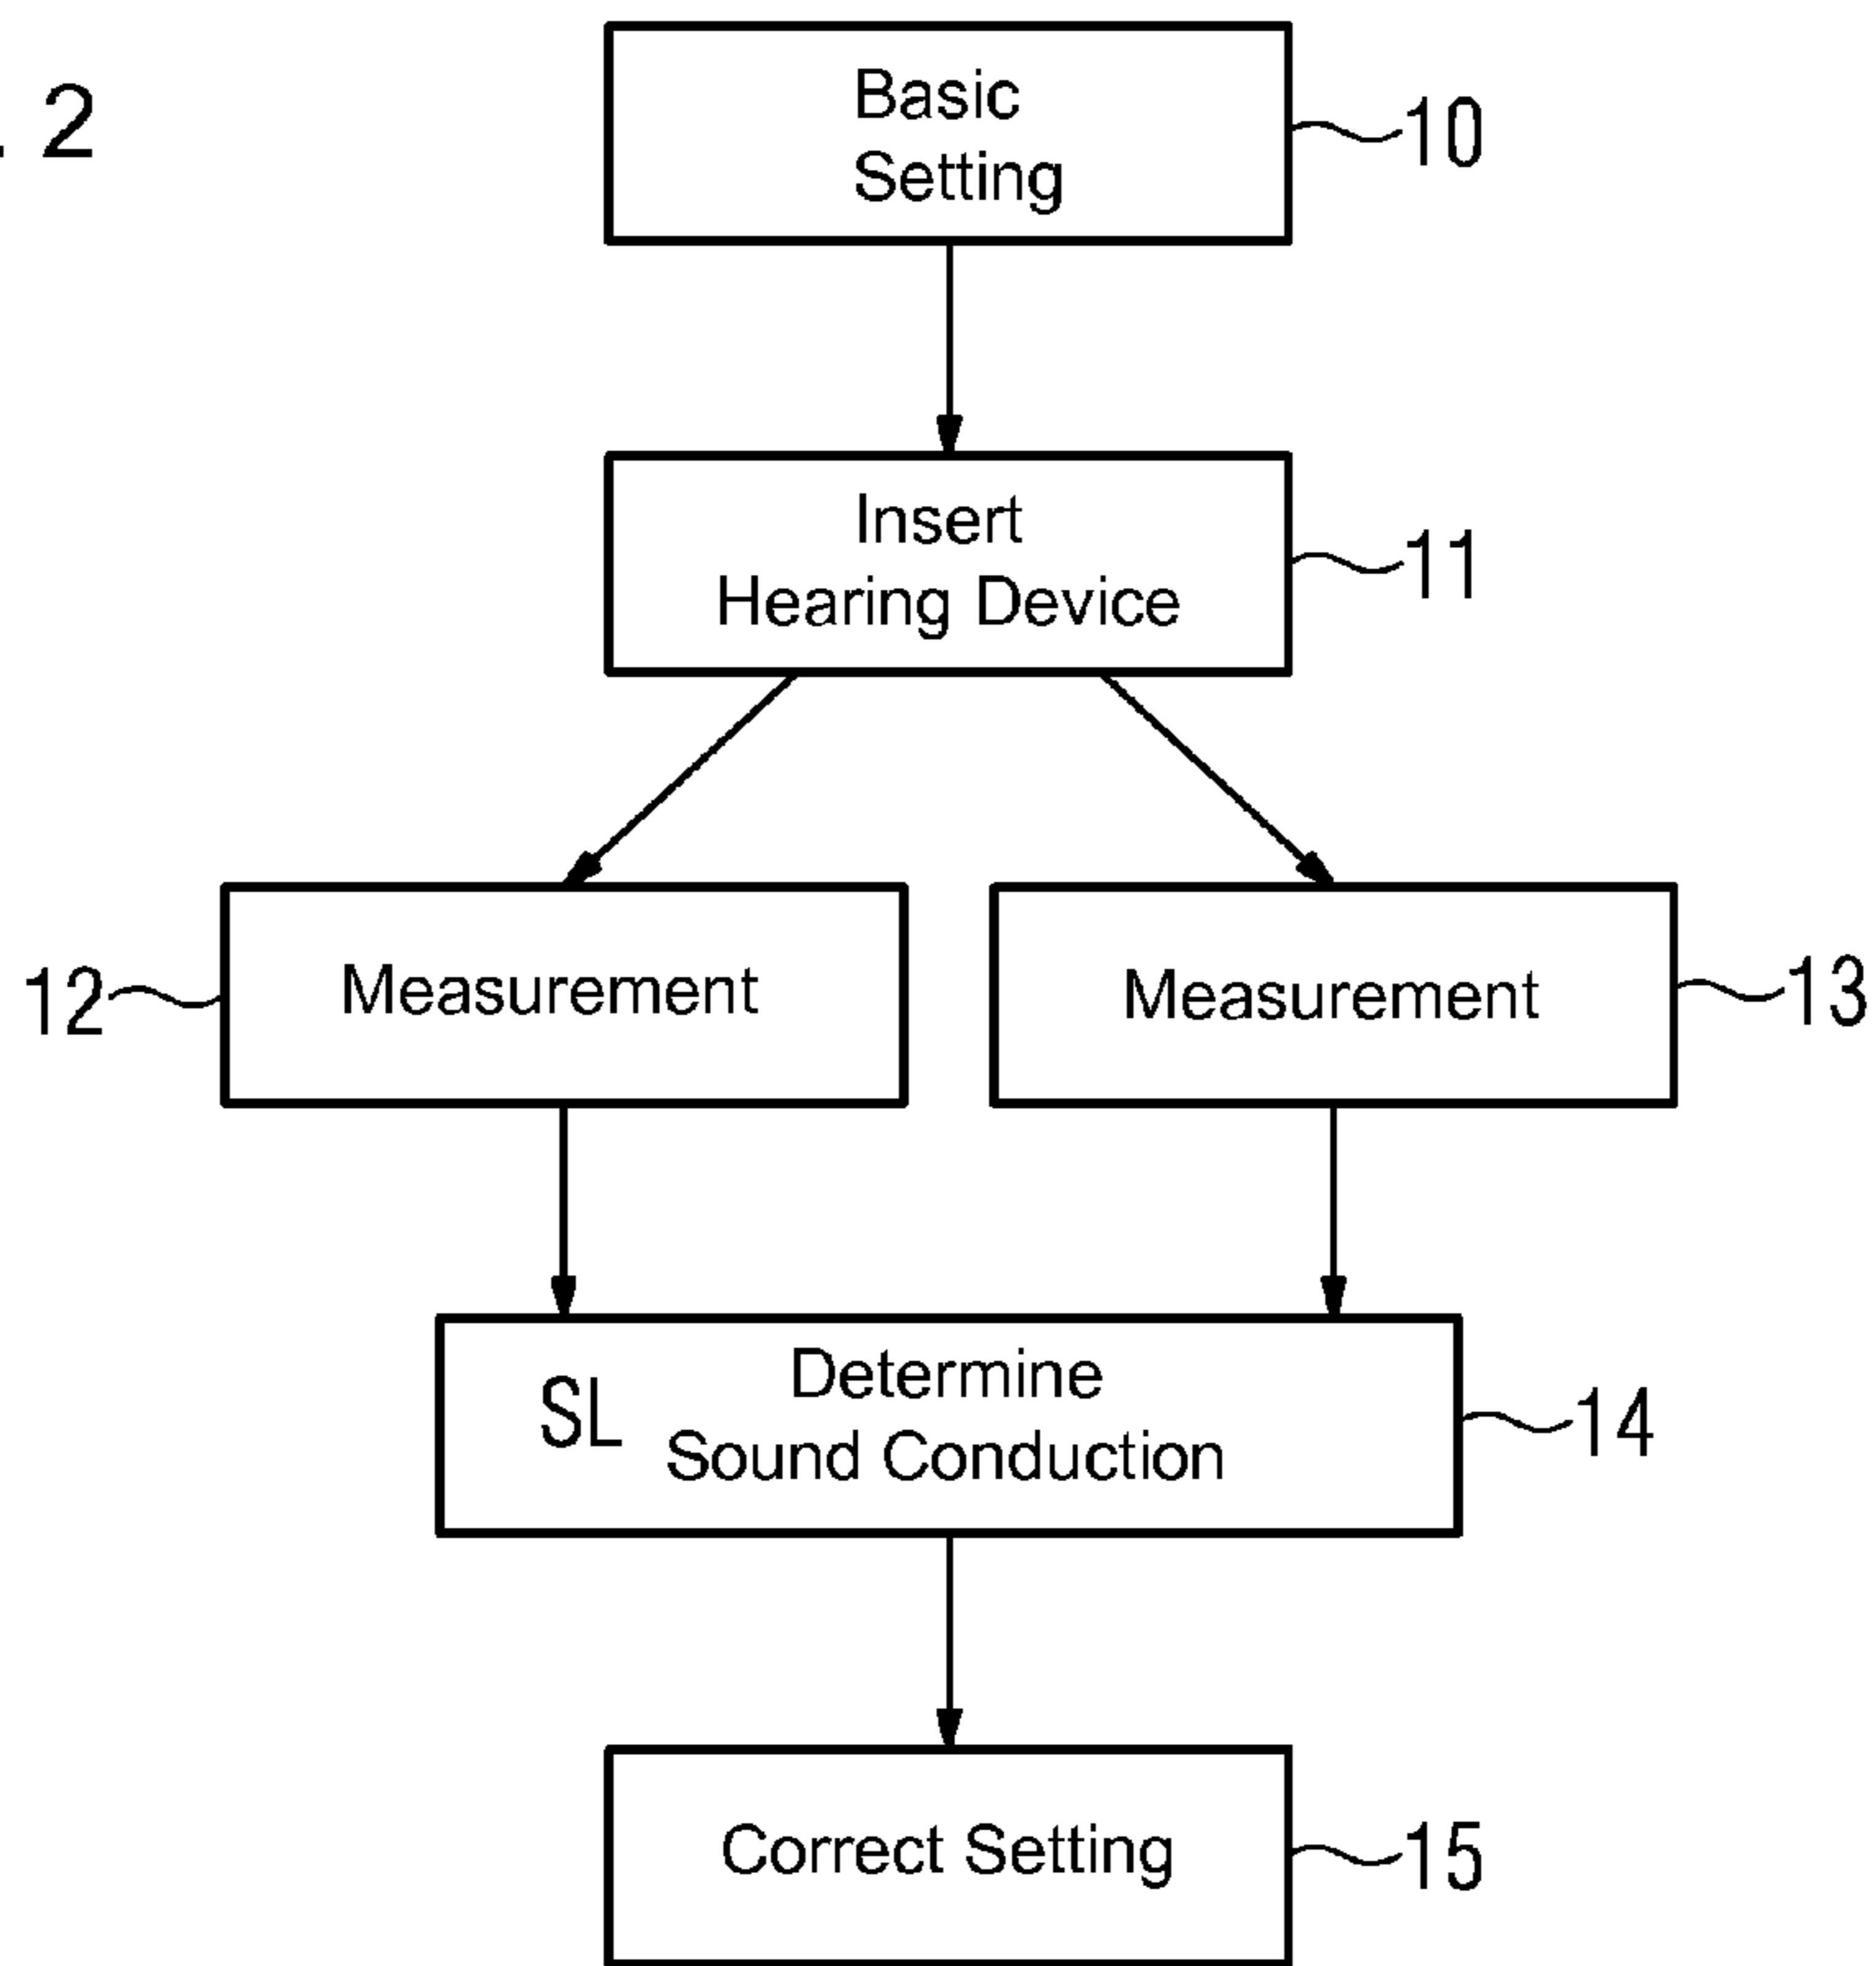 . 2
Basic
Setting
10
Insert
Hearing Device
11
12
Measurement
Measurement
13
SL
Determine
Sound Conduction
14
Correct Setting
15